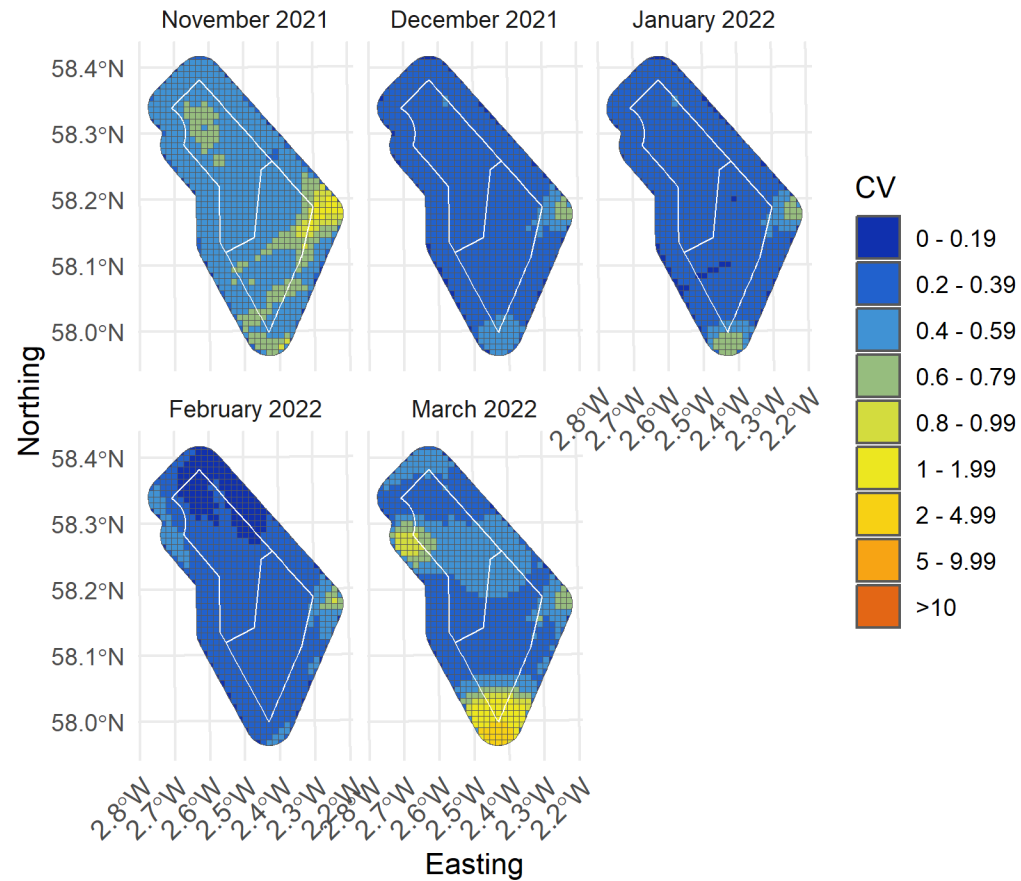 November 2021
December 2021
January 2022
58.4°N
58.3°N
58.2°N
58.1°N
58.0°N
2.8°W
2.7°W
2.6°W
2.5°W
2.4°W
2.3°W
2.2°W
February 2022
March 2022
58.4°N
58.3°N
58.2°N
58.1°N
58.0°N
2.8°W
2.7°W
2.6°W
2.5°W
2.4°W
2.3°W
2.2°W
2.8°W
2.7°W
2.6°W
2.5°W
2.4°W
2.3°W
2.2°W
Northing
Easting
CV
0 - 0.19
0.2 - 0.39
0.4 - 0.59
0.6 - 0.79
0.8 - 0.99
1 - 1.99
2 - 4.99
5 - 9.99
>10